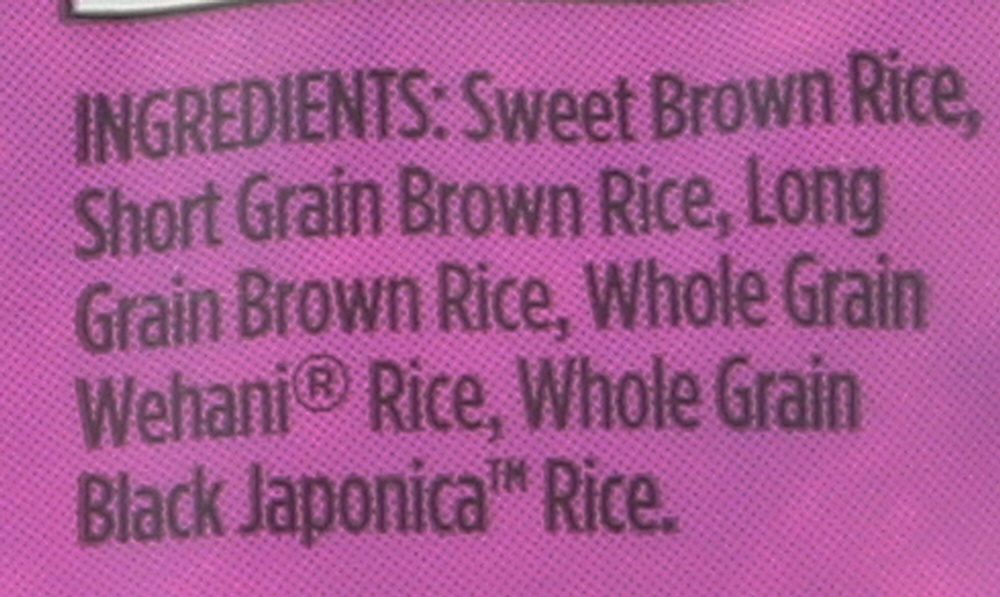 INGREDIENTS: Sweet Brown Rice,
Short Grain Brown Rice, Long
Grain Brown Rice, Whole Grain
Wehani® Rice, Whole Grain
Black Japonica™ Rice.